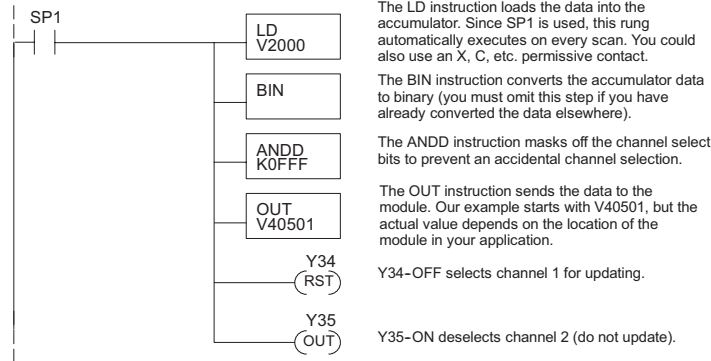 SP1
LD
V2000
The LD instruction loads the data into the
accumulator. Since SP1 is used, this rung
automatically executes on every scan. You could
also use an X, C, etc. permissive contact.
BIN
The BIN instruction converts the accumulator data
to binary (you must omit this step if you have
already converted the data elsewhere).
ANDD
K0FFF
The ANDD instruction masks off the channel select
bits to prevent an accidental channel selection.
OUT
V40501
The OUT instruction sends the data to the
module. Our example starts with V40501, but the
actual value depends on the location of the
module in your application.
Y34
RST
Y34-OFF selects channel 1 for updating.
Y35
OUT
Y35-ON deselects channel 2 (do not update).